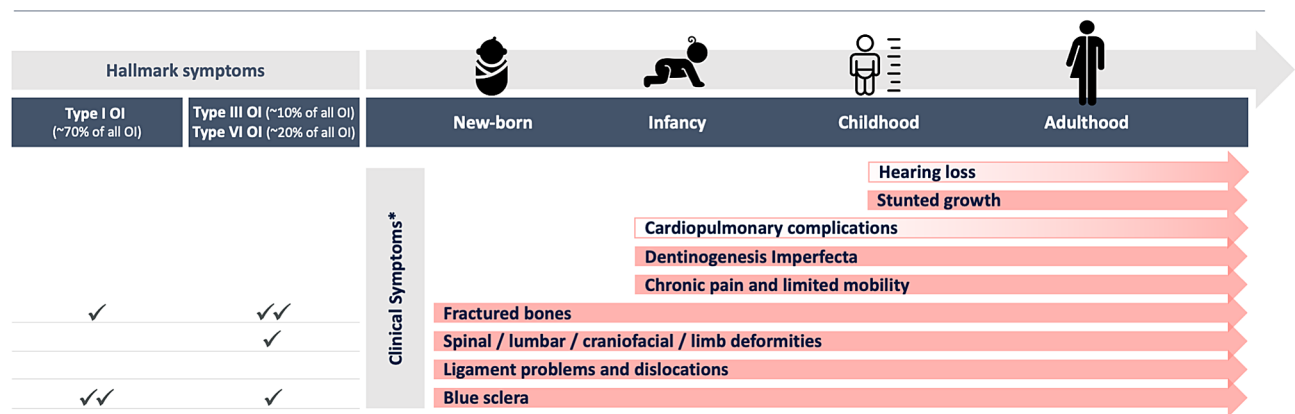 Hallmark symptoms
Type I OI
(~70% of all OI)
Type III OI (~10% of all OI)
Type VI OI (~20% of all OI)
New-born
Infancy
Childhood
Adulthood
Clinical Symptoms*
Hearing loss
Stunted growth
Cardiopulmonary complications
Dentinogenesis Imperfecta
Chronic pain and limited mobility
✓ ✓✓ Fractured bones
✓ Spinal / lumbar / craniofacial / limb deformities
Ligament problems and dislocations
✓✓ ✓ Blue sclera